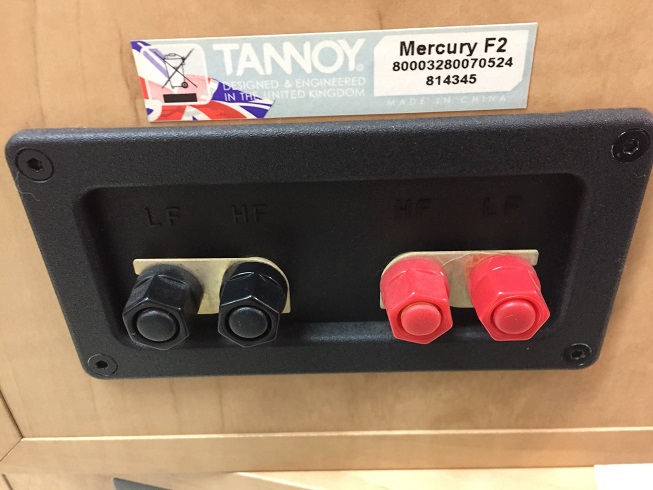 TANNOY®
DESIGNED & ENGINEERED
IN THE UNITED KINGDOM
Mercury F2
80003280070524
814345
MADE IN CHINA
LF HF HF LF